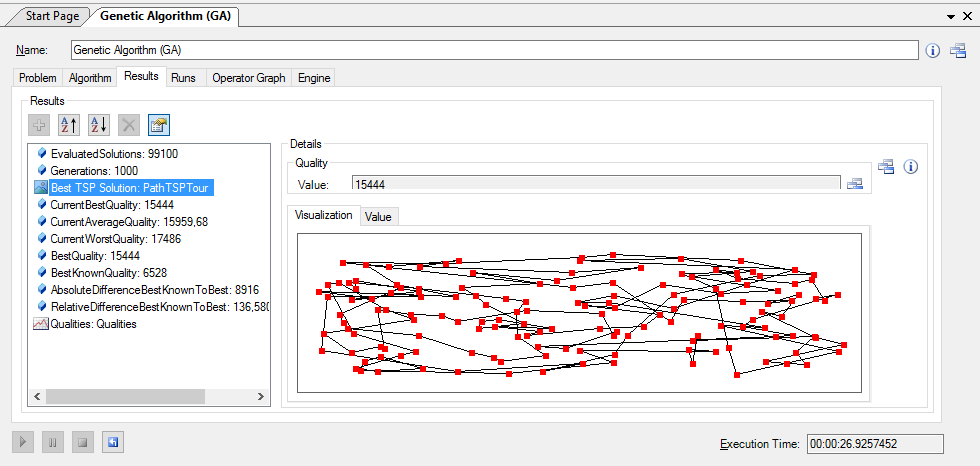 Start Page Genetic Algorithm (GA)
Name: Genetic Algorithm (GA)
Problem Algorithm Results Runs Operator Graph Engine
Results
EvaluatedSolutions: 99100
Generations: 1000
Best TSP Solution: PathTSPTour
CurrentBestQuality: 15444
CurrentAverageQuality: 15959,68
CurrentWorstQuality: 17486
BestQuality: 15444
BestKnownQuality: 6528
AbsoluteDifferenceBestKnownToBest: 8916
RelativeDifferenceBestKnownToBest: 136,580
Qualities: Qualities
Details
Quality
Value: 15444
Visualization Value
Execution Time: 00:00:26.9257452